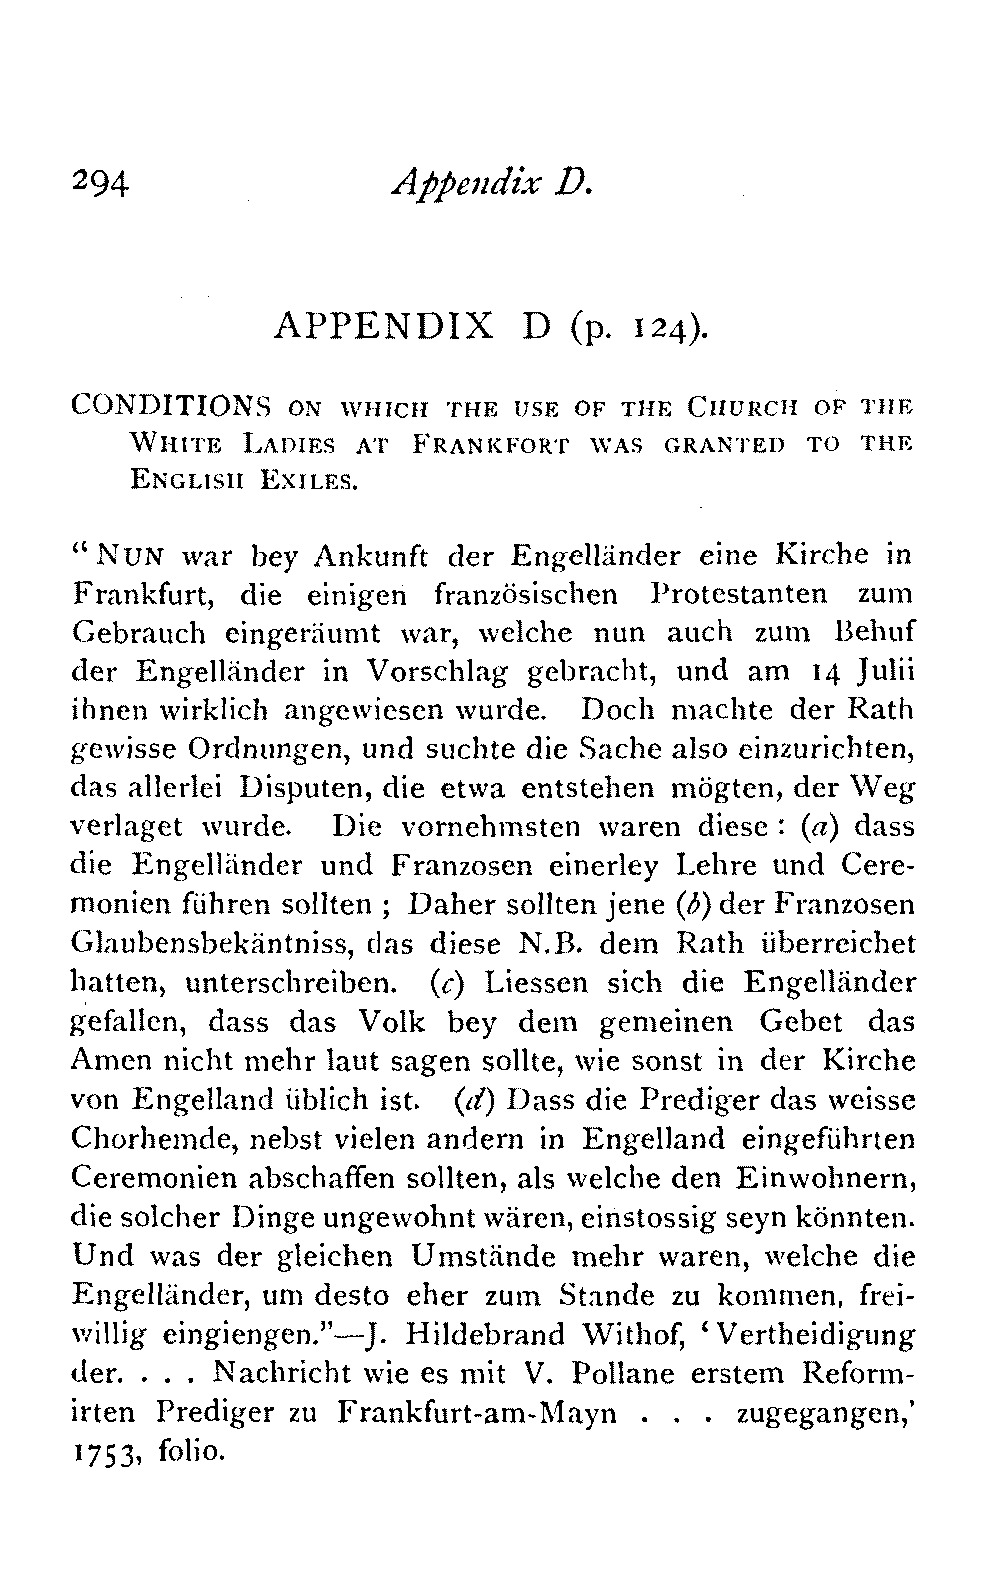 294 Appendix D.
APPENDIX D (p. 124).
CONDITIONS ON WHICH THE USE OF THE CHURCH OF THE
WHITE LADIES AT FRANKFORT WAS GRANTED TO THE
ENGLISH EXILES.
“NUN war bey Ankunft der Engelländer eine Kirche in
Frankfurt, die einigen französischen Protestanten zum
Gebrauch eingeräumt war, welche nun auch zum Behuf
der Engelländer in Vorschlag gebracht, und am 14 Julii
ihnen wirklich angewiesen wurde. Doch machte der Rath
gewisse Ordnungen, und suchte die Sache also einzurichten,
das allerlei Disputen, die etwa entstehen mögten, der Weg
verlaget wurde. Die vornehmsten waren diese : (a) dass
die Engelländer und Franzosen einerley Lehre und Cere-
monien führen sollten ; Daher sollten jene (b) der Franzosen
Glaubensbekäntniss, das diese N.B. dem Rath überreichet
hatten, unterschreiben. (c) Liessen sich die Engelländer
gefallen, dass das Volk bey dem gemeinen Gebet das
Amen nicht mehr laut sagen sollte, wie sonst in der Kirche
von Engelland üblich ist. (d) Dass die Prediger das weisse
Chorhemde, nebst vielen andern in Engelland eingeführten
Ceremonien abschaffen sollten, als welche den Einwohnern,
die solcher Dinge ungewohnt wären, einstossig seyn könnten.
Und was der gleichen Umstände mehr waren, welche die
Engelländer, um desto eher zum Stande zu kommen, frei-
willig eingiengen.”—J. Hildebrand Withof, ‘Vertheidigung
der. . . . Nachricht wie es mit V. Pollane erstem Reform-
irten Prediger zu Frankfurt-am-Mayn . . . zugegangen,’
1753, folio.